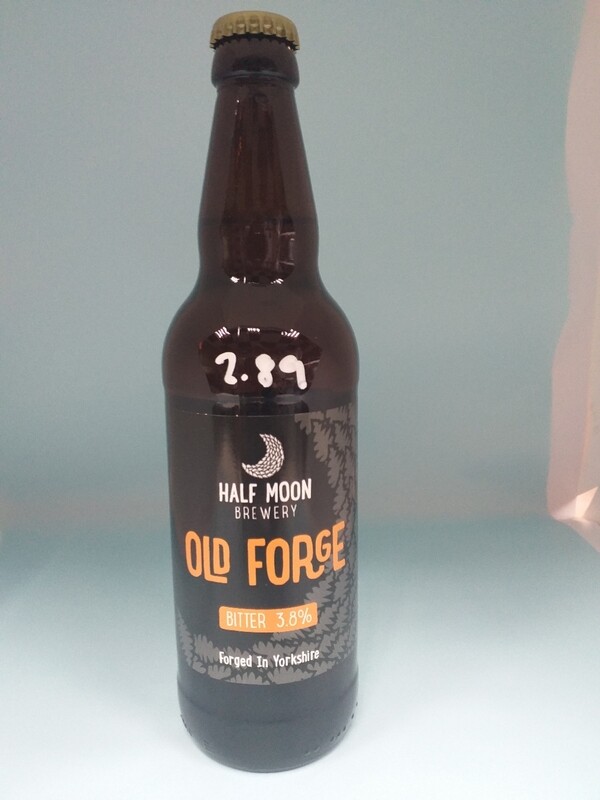 2.89
HALF MOON
BREWERY
OLD FORGE
BITTER 3.8%
Forged In Yorkshire